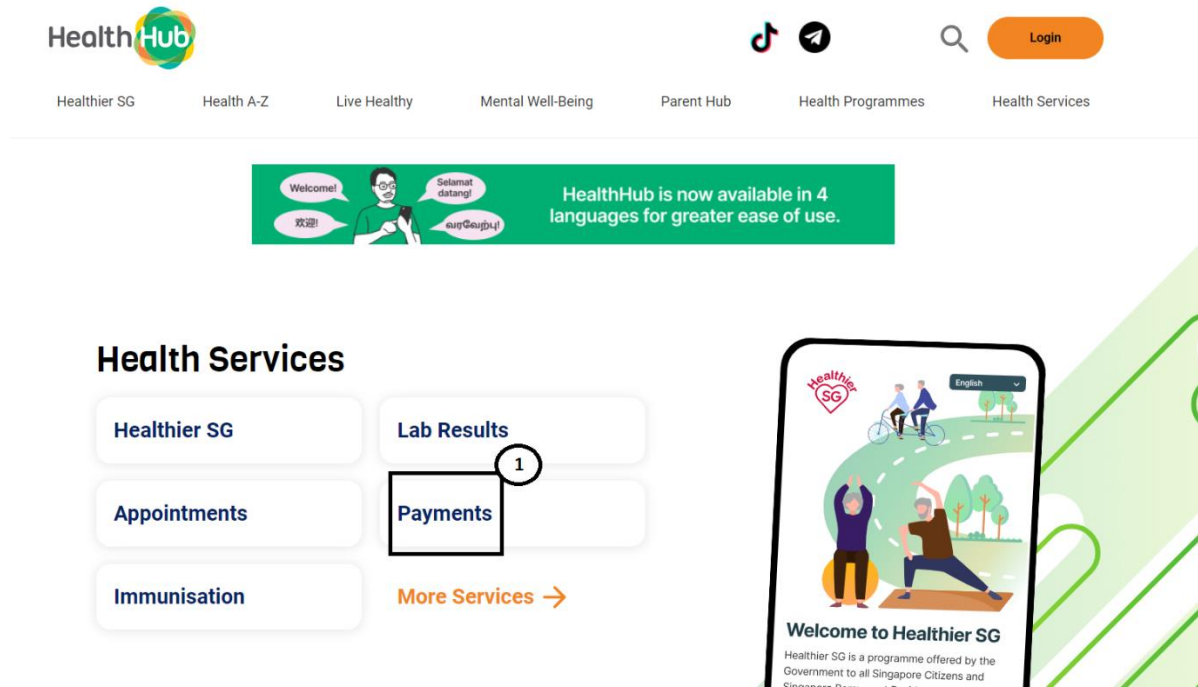 HealthHub
Login
Healthier SG
Health A-Z
Live Healthy
Mental Well-Being
Parent Hub
Health Programmes
Health Services
Welcome!
Selamat
datang!
欢迎!
வரவேற்பு!
HealthHub is now available in 4
languages for greater ease of use.
Health Services
Healthier SG
Lab Results
1
Appointments
Payments
Immunisation
More Services →
Healthier
SG
English
Welcome to Healthier SG
Healthier SG is a programme offered by the
Government to all Singapore Citizens and